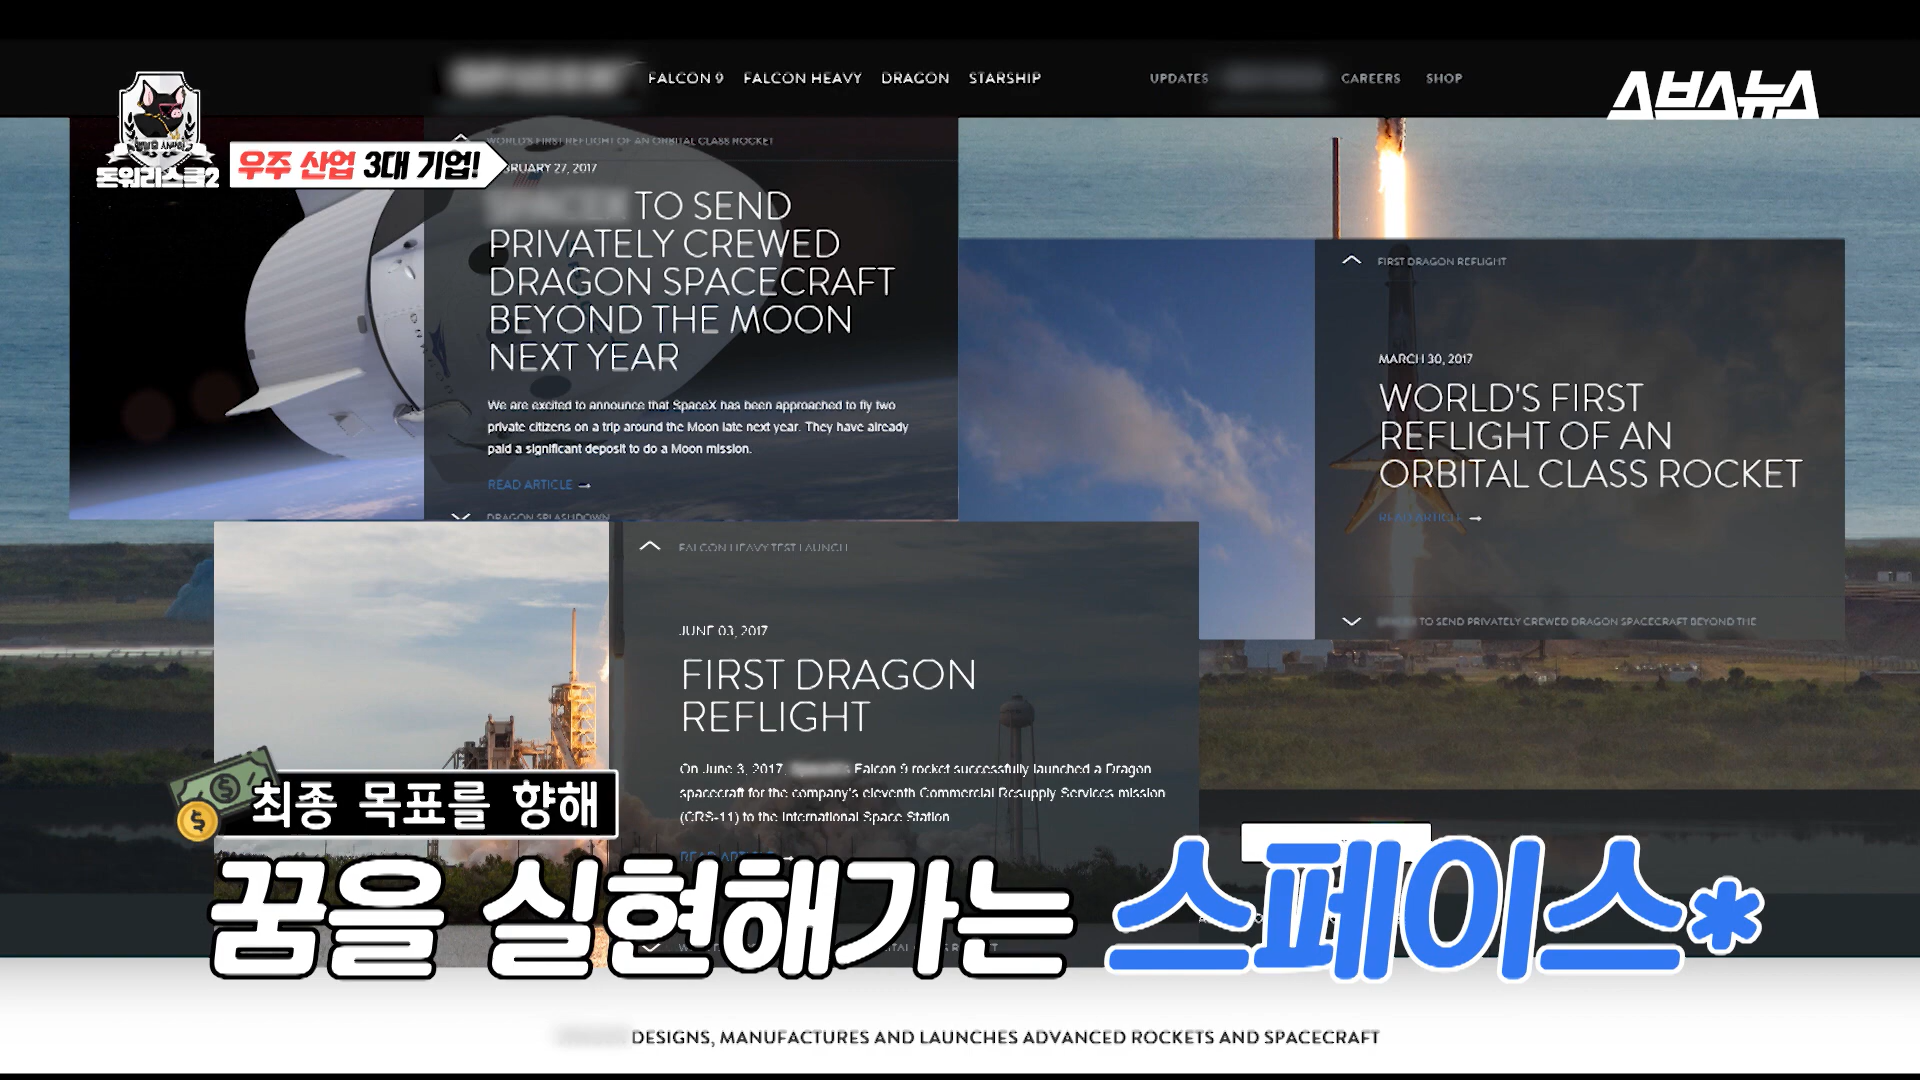 FALCON 9 FALCON HEAVY DRAGON STARSHIP UPDATES CAREERS SHOP
스브스뉴스
돈워리스쿨2
우주 산업 3대 기업!
WORLD'S FIRST REFLIGHT OF AN ORBITAL CLASS ROCKET
27, 2017
TO SEND
PRIVATELY CREWED
DRAGON SPACECRAFT
BEYOND THE MOON
NEXT YEAR
We are excited to announce that SpaceX has been approached to fly two
private citizens on a trip around the Moon late next year. They have already
paid a significant deposit to do a Moon mission.
READ ARTICLE
DRAGON SPLASHDOWN
FIRST DRAGON REFLIGHT
MARCH 30, 2017
WORLD'S FIRST
REFLIGHT OF AN
ORBITAL CLASS ROCKET
READ ARTICLE
TO SEND PRIVATELY CREWED DRAGON SPACECRAFT BEYOND THE
FALCON HEAVY TEST LAUNCH
JUNE 03, 2017
FIRST DRAGON
REFLIGHT
On June 3, 2017, Falcon 9 rocket successfully launched a Dragon
spacecraft for the company's eleventh Commercial Resupply Services mission
(CRS-11) to the International Space Station
최종 목표를 향해
꿈을 실현해가는 스페이스*
DESIGNS, MANUFACTURES AND LAUNCHES ADVANCED ROCKETS AND SPACECRAFT